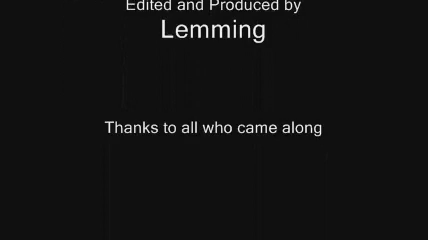 Edited and Produced by
Lemming
Thanks to all who came along